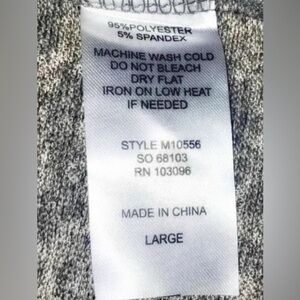 95%POLYESTER
5% SPANDEX
MACHINE WASH COLD
DO NOT BLEACH
DRY FLAT
IRON ON LOW HEAT
IF NEEDED
STYLE M10556
SO 68103
RN 103096
MADE IN CHINA
LARGE